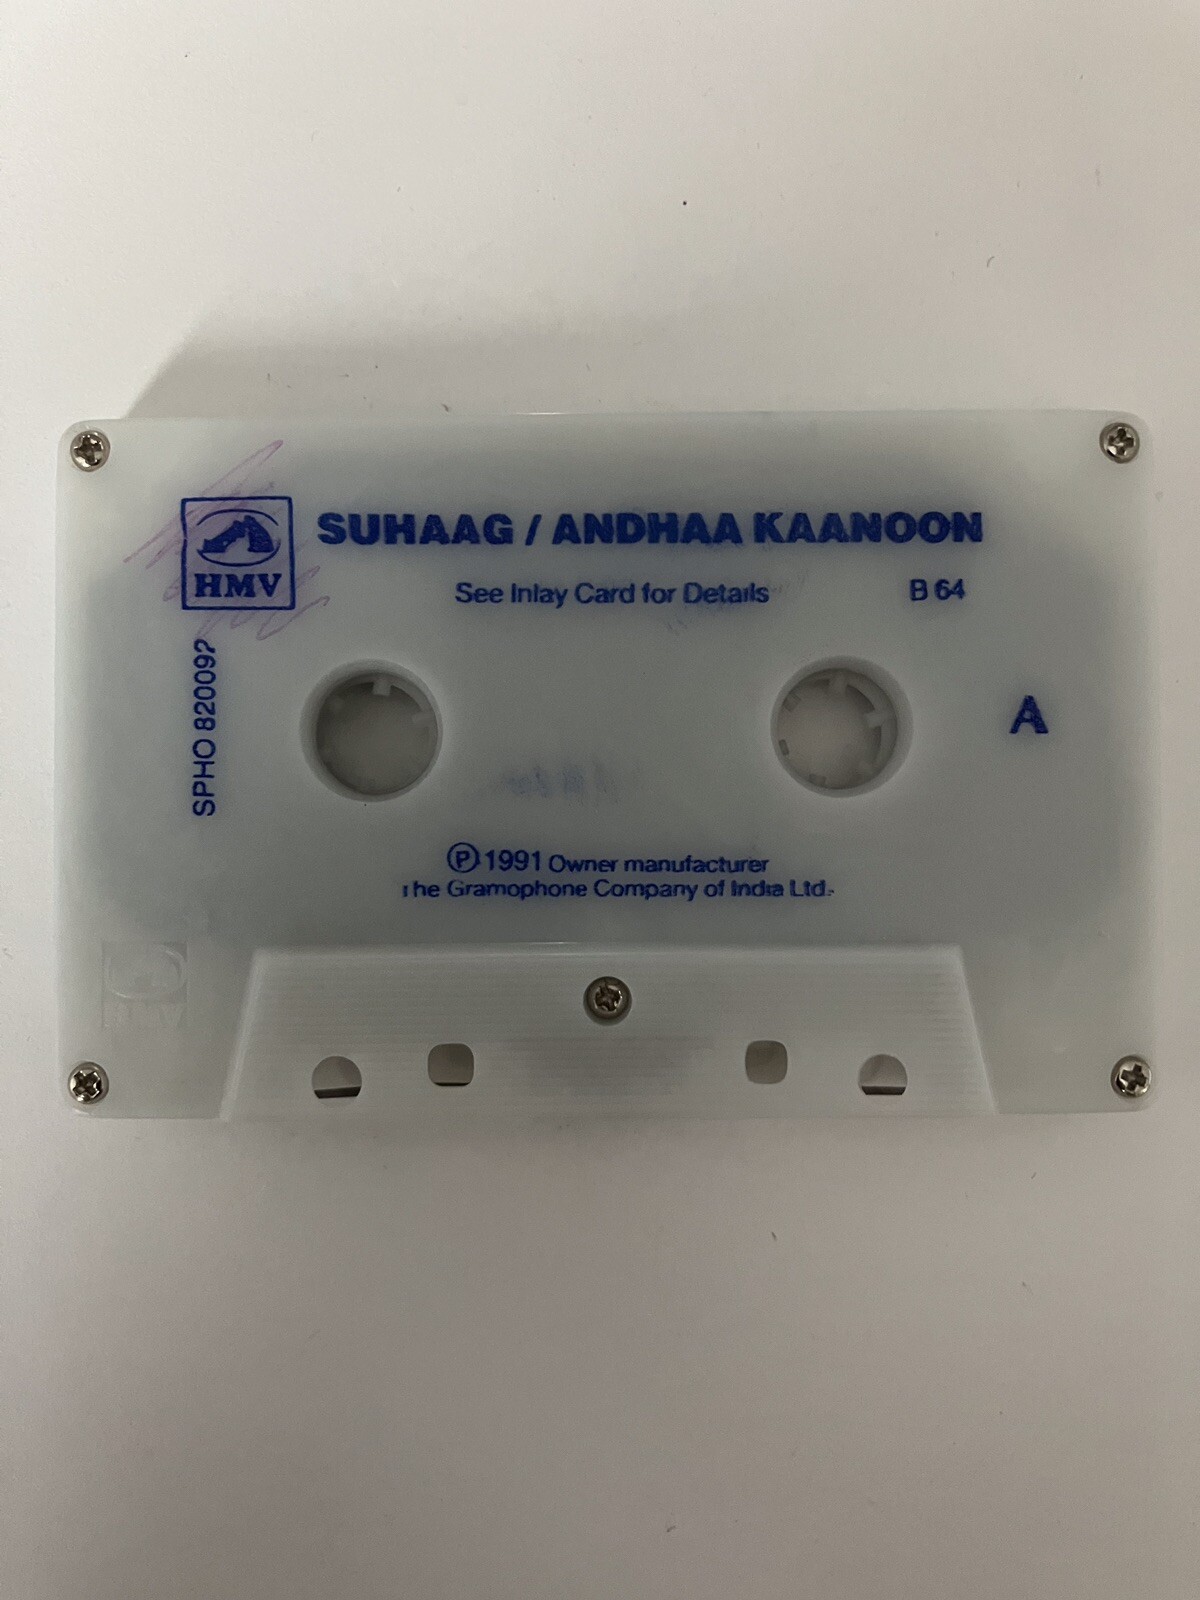 SUHAAG / ANDHAA KAANOON
HMV
See Inlay Card for Details
B 64
SPHO 820092
A
Ⓟ 1991 Owner manufacturer
The Gramophone Company of India Ltd.
HMV